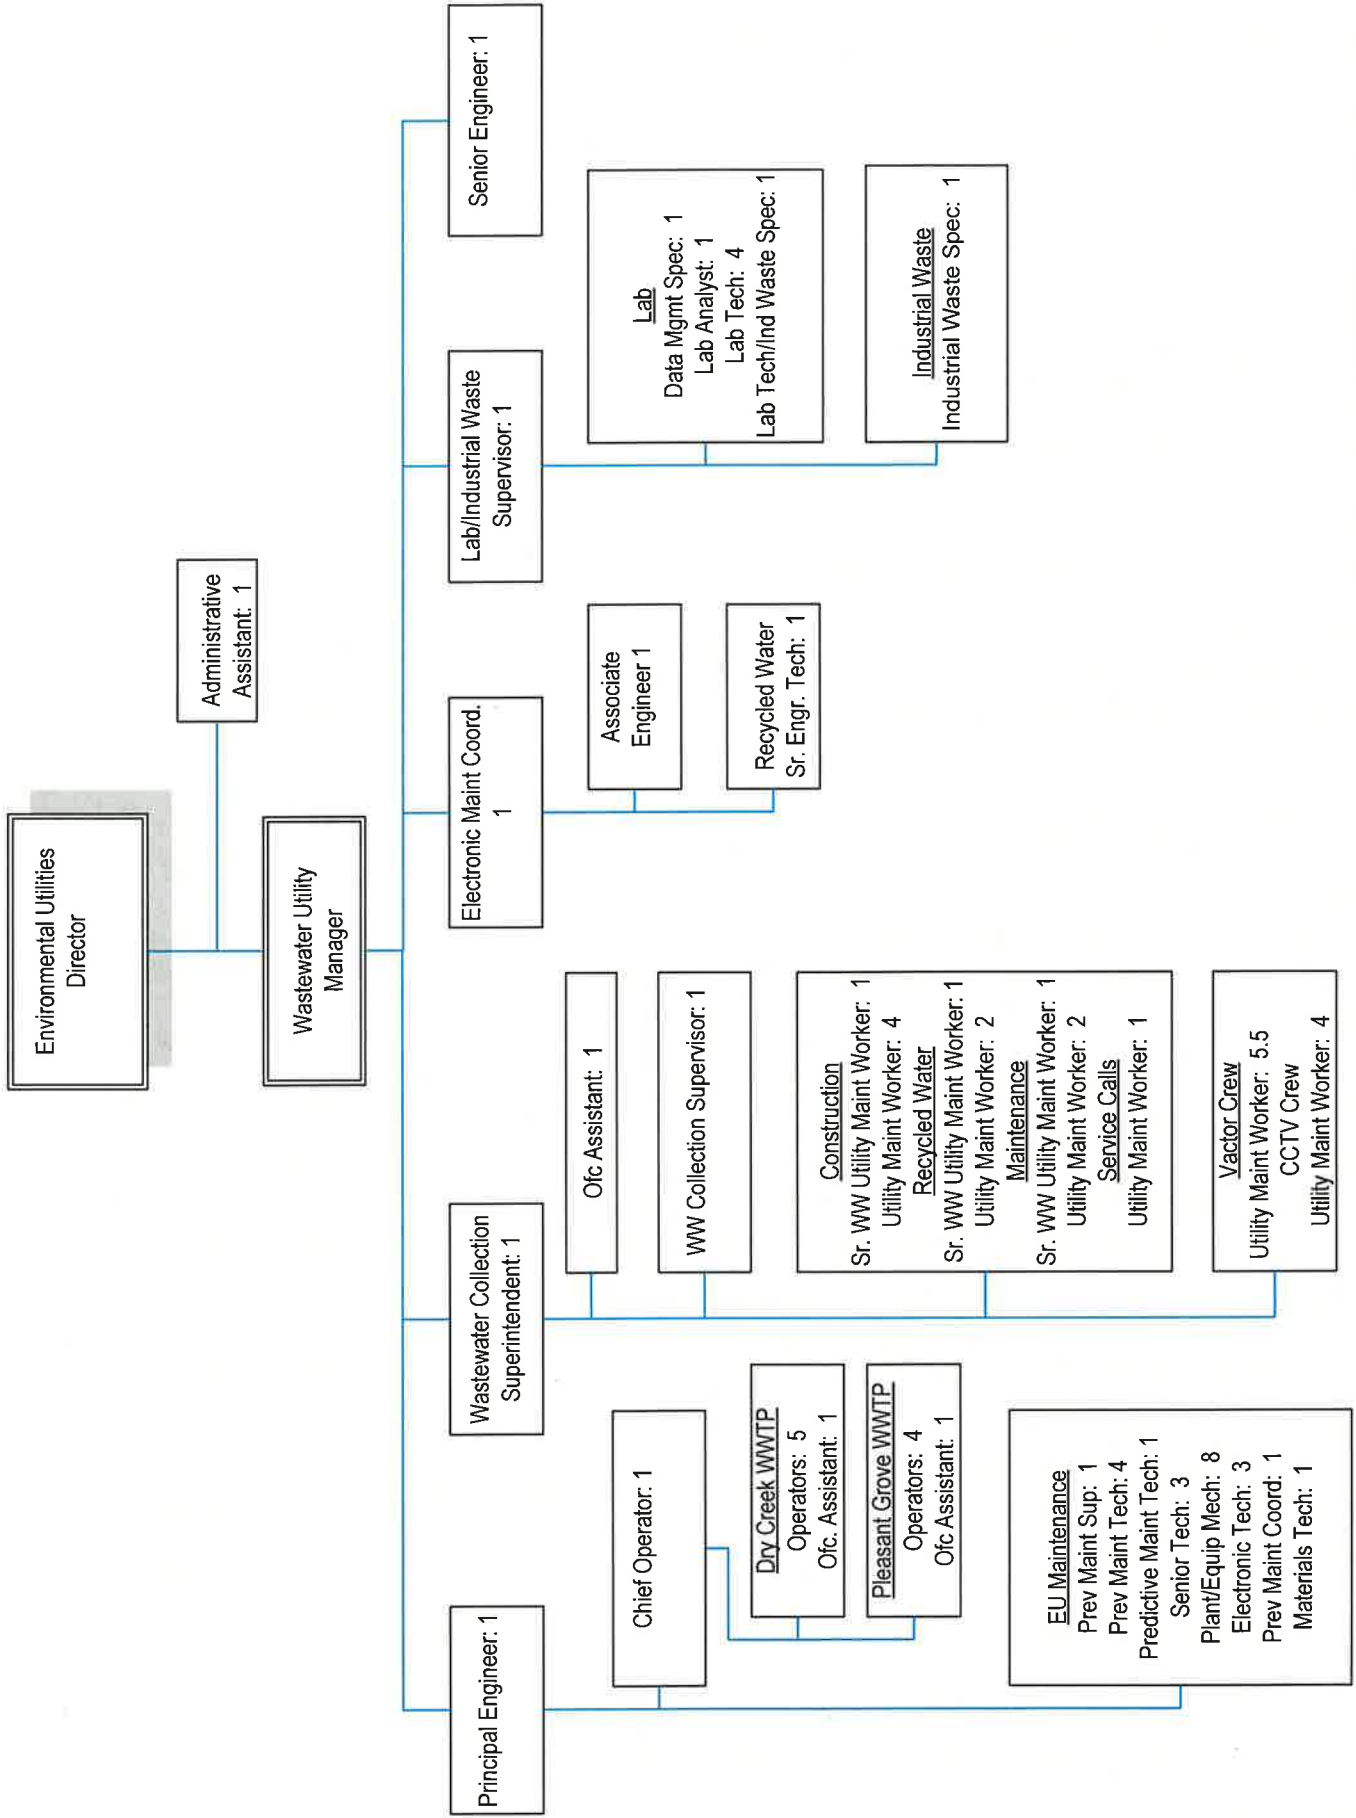 Environmental Utilities
Director
Administrative
Assistant: 1
Wastewater Utility
Manager
Principal Engineer: 1
Wastewater Collection
Superintendent: 1
Electronic Maint Coord.
1
Lab/Industrial Waste
Supervisor: 1
Senior Engineer: 1
Chief Operator: 1
Dry Creek WWTP
Operators: 5
Ofc. Assistant: 1
Pleasant Grove WWTP
Operators: 4
Ofc Assistant: 1
EU Maintenance
Prev Maint Sup: 1
Prev Maint Tech: 4
Predictive Maint Tech: 1
Senior Tech: 3
Plant/Equip Mech: 8
Electronic Tech: 3
Prev Maint Coord: 1
Materials Tech: 1
Ofc Assistant: 1
WW Collection Supervisor: 1
Construction
Sr. WW Utility Maint Worker: 1
Utility Maint Worker: 4
Recycled Water
Sr. WW Utility Maint Worker: 1
Utility Maint Worker: 2
Maintenance
Sr. WW Utility Maint Worker: 1
Utility Maint Worker: 2
Service Calls
Utility Maint Worker: 1
Vactor Crew
Utility Maint Worker: 5.5
CCTV Crew
Utility Maint Worker: 4
Associate
Engineer 1
Recycled Water
Sr. Engr. Tech: 1
Lab
Data Mgmt Spec: 1
Lab Analyst: 1
Lab Tech: 4
Lab Tech/Ind Waste Spec: 1
Industrial Waste
Industrial Waste Spec: 1